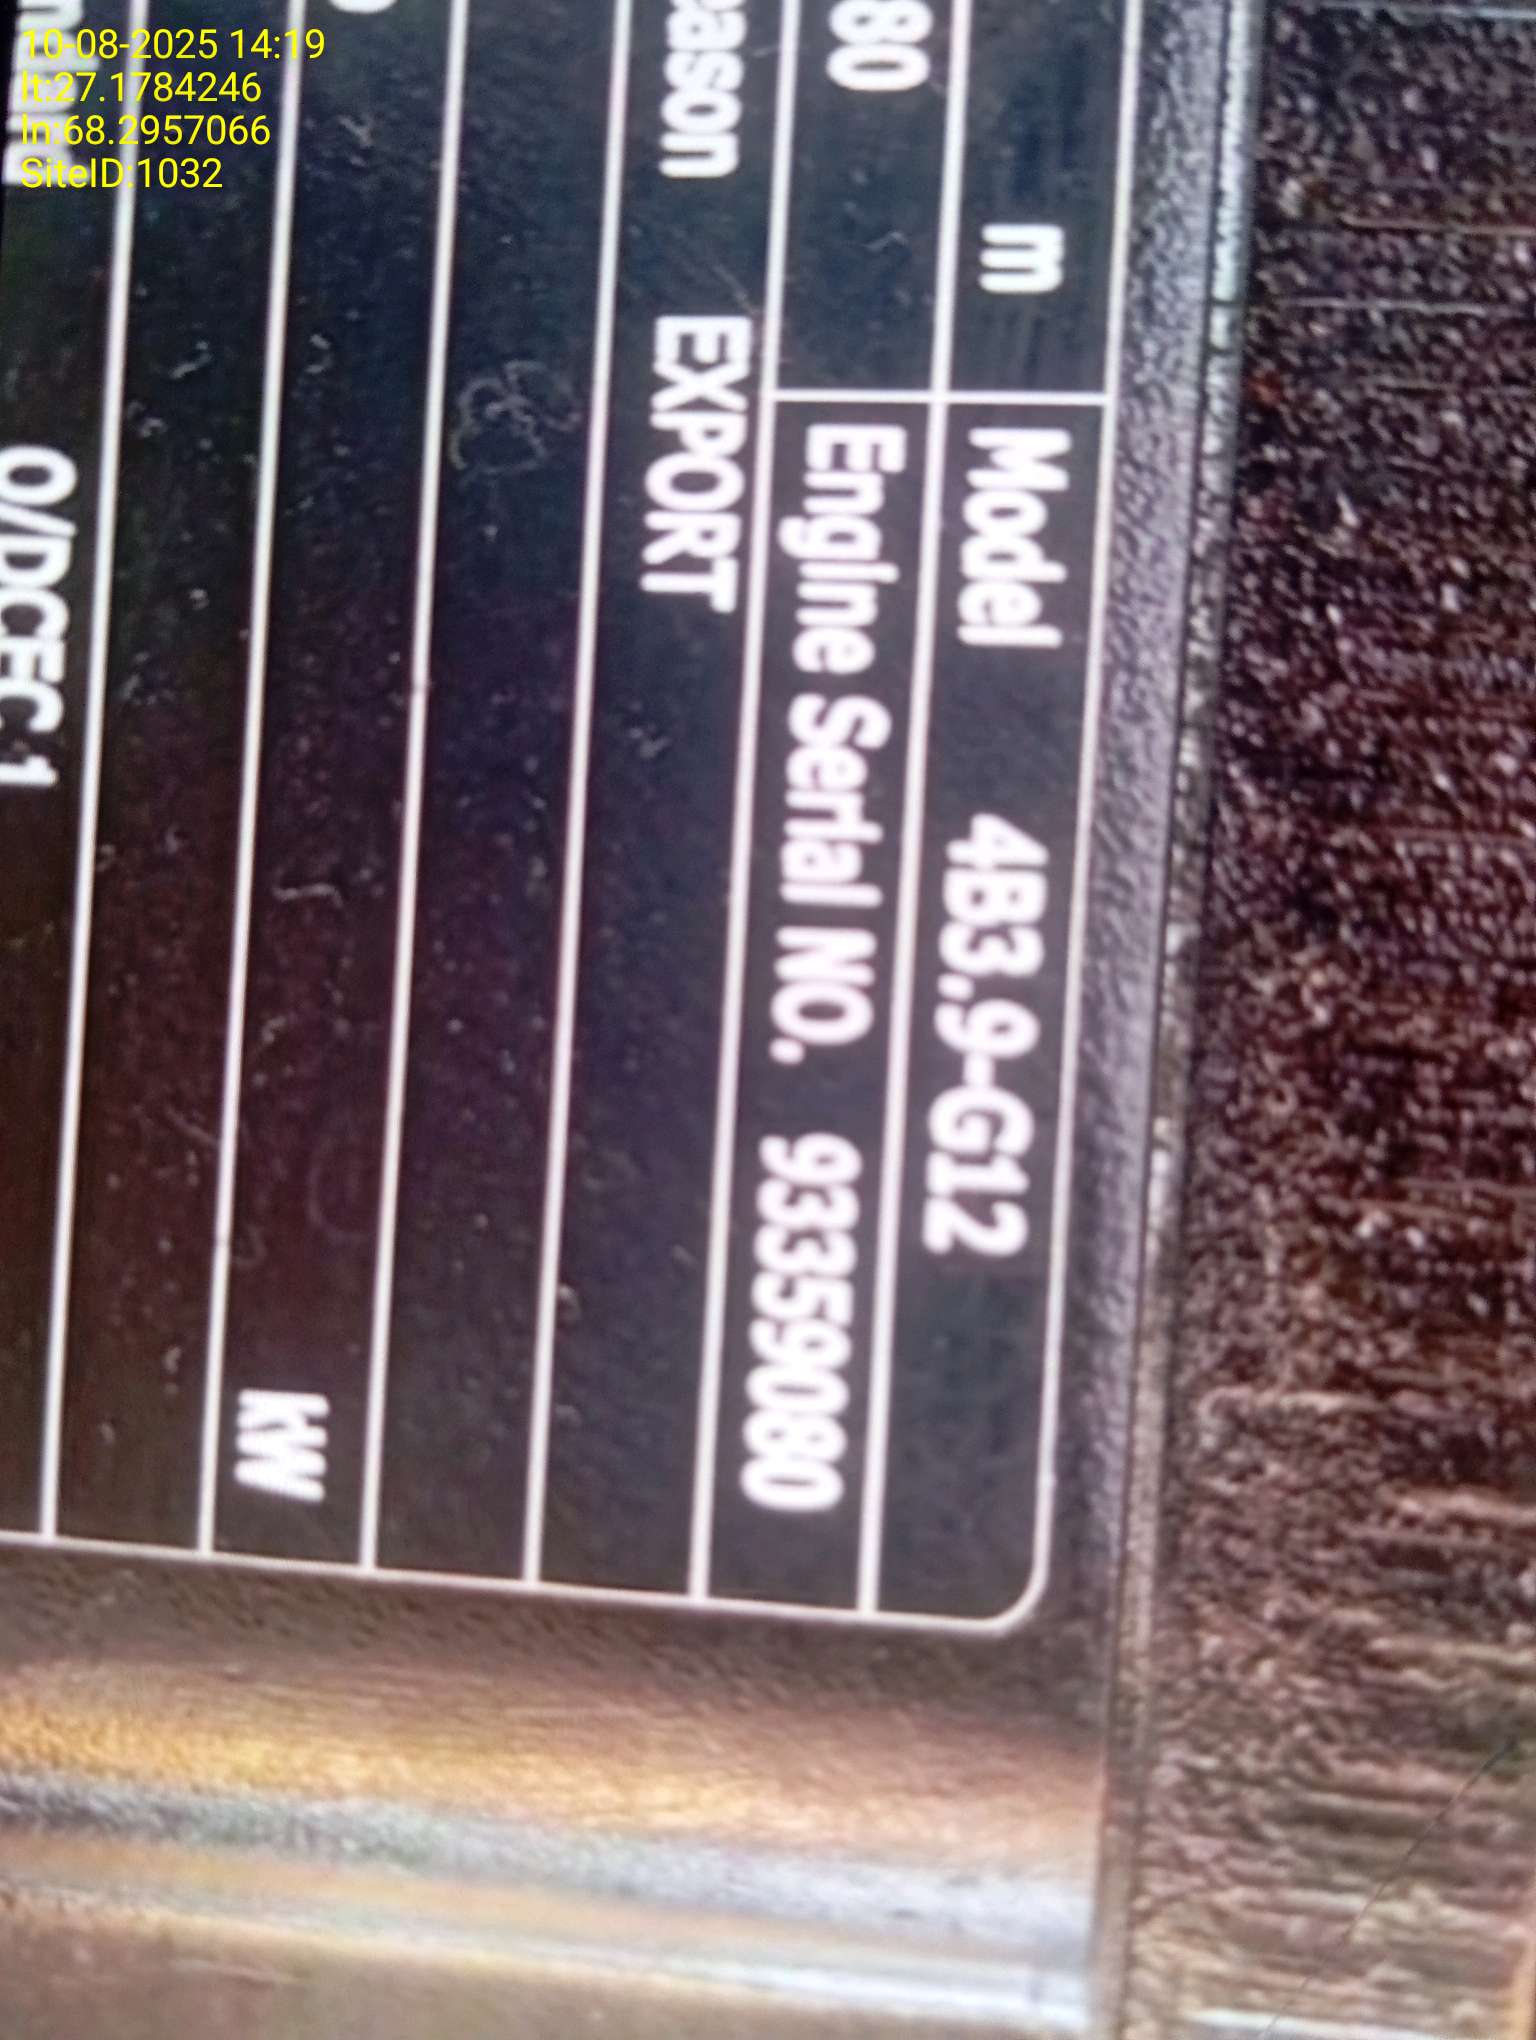 10-08-2025 14:19
lt:27.1784246
ln:68.2957066
SiteID:1032
m
Model 4B3.9-G12
80
Engine Serial NO. 93359080
eason EXPORT
kW
O/DCEC1